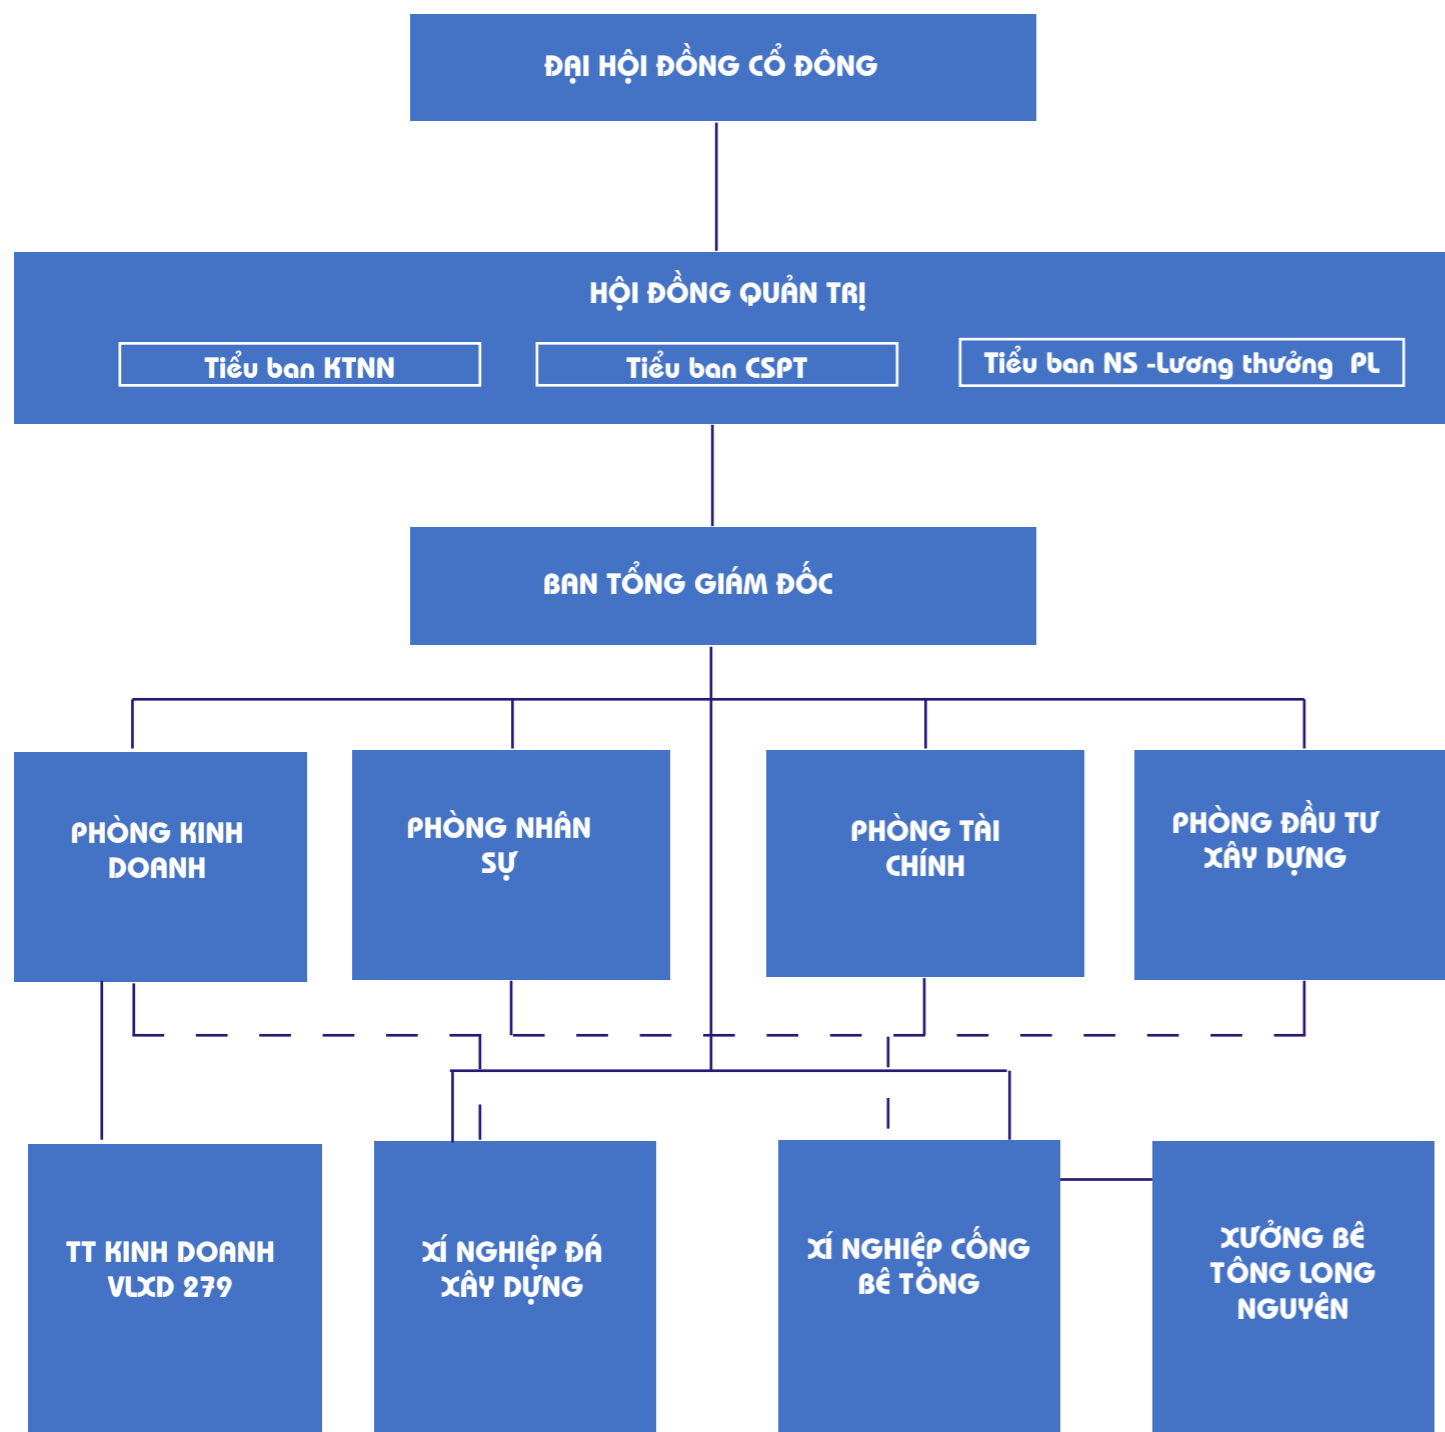 ĐẠI HỘI ĐỒNG CỔ ĐÔNG
HỘI ĐỒNG QUẢN TRỊ
Tiểu ban KTNN
Tiểu ban CSPT
Tiểu ban NS -Lương thưởng PL
BAN TỔNG GIÁM ĐỐC
PHÒNG KINH
DOANH
PHÒNG NHÂN
SỰ
PHÒNG TÀI
CHÍNH
PHÒNG ĐẦU TƯ
XÂY DỰNG
TT KINH DOANH
VLXD 279
XÍ NGHIỆP ĐÁ
XÂY DỰNG
XÍ NGHIỆP CỐNG
BÊ TÔNG
XƯỞNG BÊ
TÔNG LONG
NGUYÊN